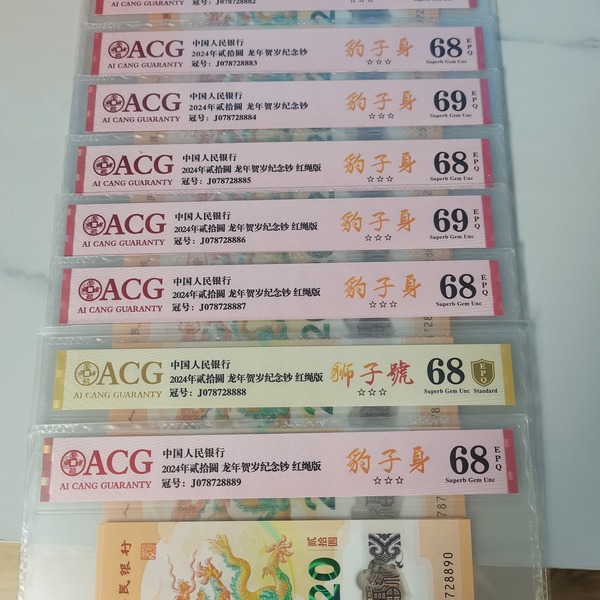 冠号：J078728882
ACG
AI CANG GUARANTY
中国人民银行
2024年贰拾圆 龙年贺岁纪念钞
冠号：J078728883
豹子身
☆☆☆
68 EPQ
Superb Gem Unc
ACG
AI CANG GUARANTY
中国人民银行
2024年贰拾圆 龙年贺岁纪念钞
冠号：J078728884
豹子身
☆☆☆
69 EPQ
Superb Gem Unc
ACG
AI CANG GUARANTY
中国人民银行
2024年贰拾圆 龙年贺岁纪念钞 红绳版
冠号：J078728885
豹子身
☆☆☆
68 EPQ
Superb Gem Unc
ACG
AI CANG GUARANTY
中国人民银行
2024年贰拾圆 龙年贺岁纪念钞 红绳版
冠号：J078728886
豹子身
☆☆☆
69 EPQ
Superb Gem Unc
ACG
AI CANG GUARANTY
中国人民银行
2024年贰拾圆 龙年贺岁纪念钞 红绳版
冠号：J078728887
豹子身
☆☆☆
68 EPQ
Superb Gem Unc
ACG
AI CANG GUARANTY
中国人民银行
2024年贰拾圆 龙年贺岁纪念钞 红绳版
冠号：J078728888
狮子號
☆☆☆
68 EPQ
Superb Gem Unc Standard
ACG
AI CANG GUARANTY
中国人民银行
2024年贰拾圆 龙年贺岁纪念钞 红绳版
冠号：J078728889
豹子身
☆☆☆
68 EPQ
Superb Gem Unc
民银行
贰拾圆
20
728890